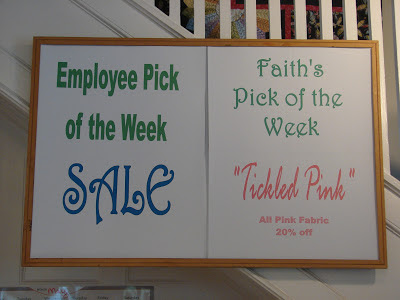 Employee Pick
of the Week
SALE
Faith's
Pick of the
Week
"Tickled Pink"
All Pink Fabric
20% off